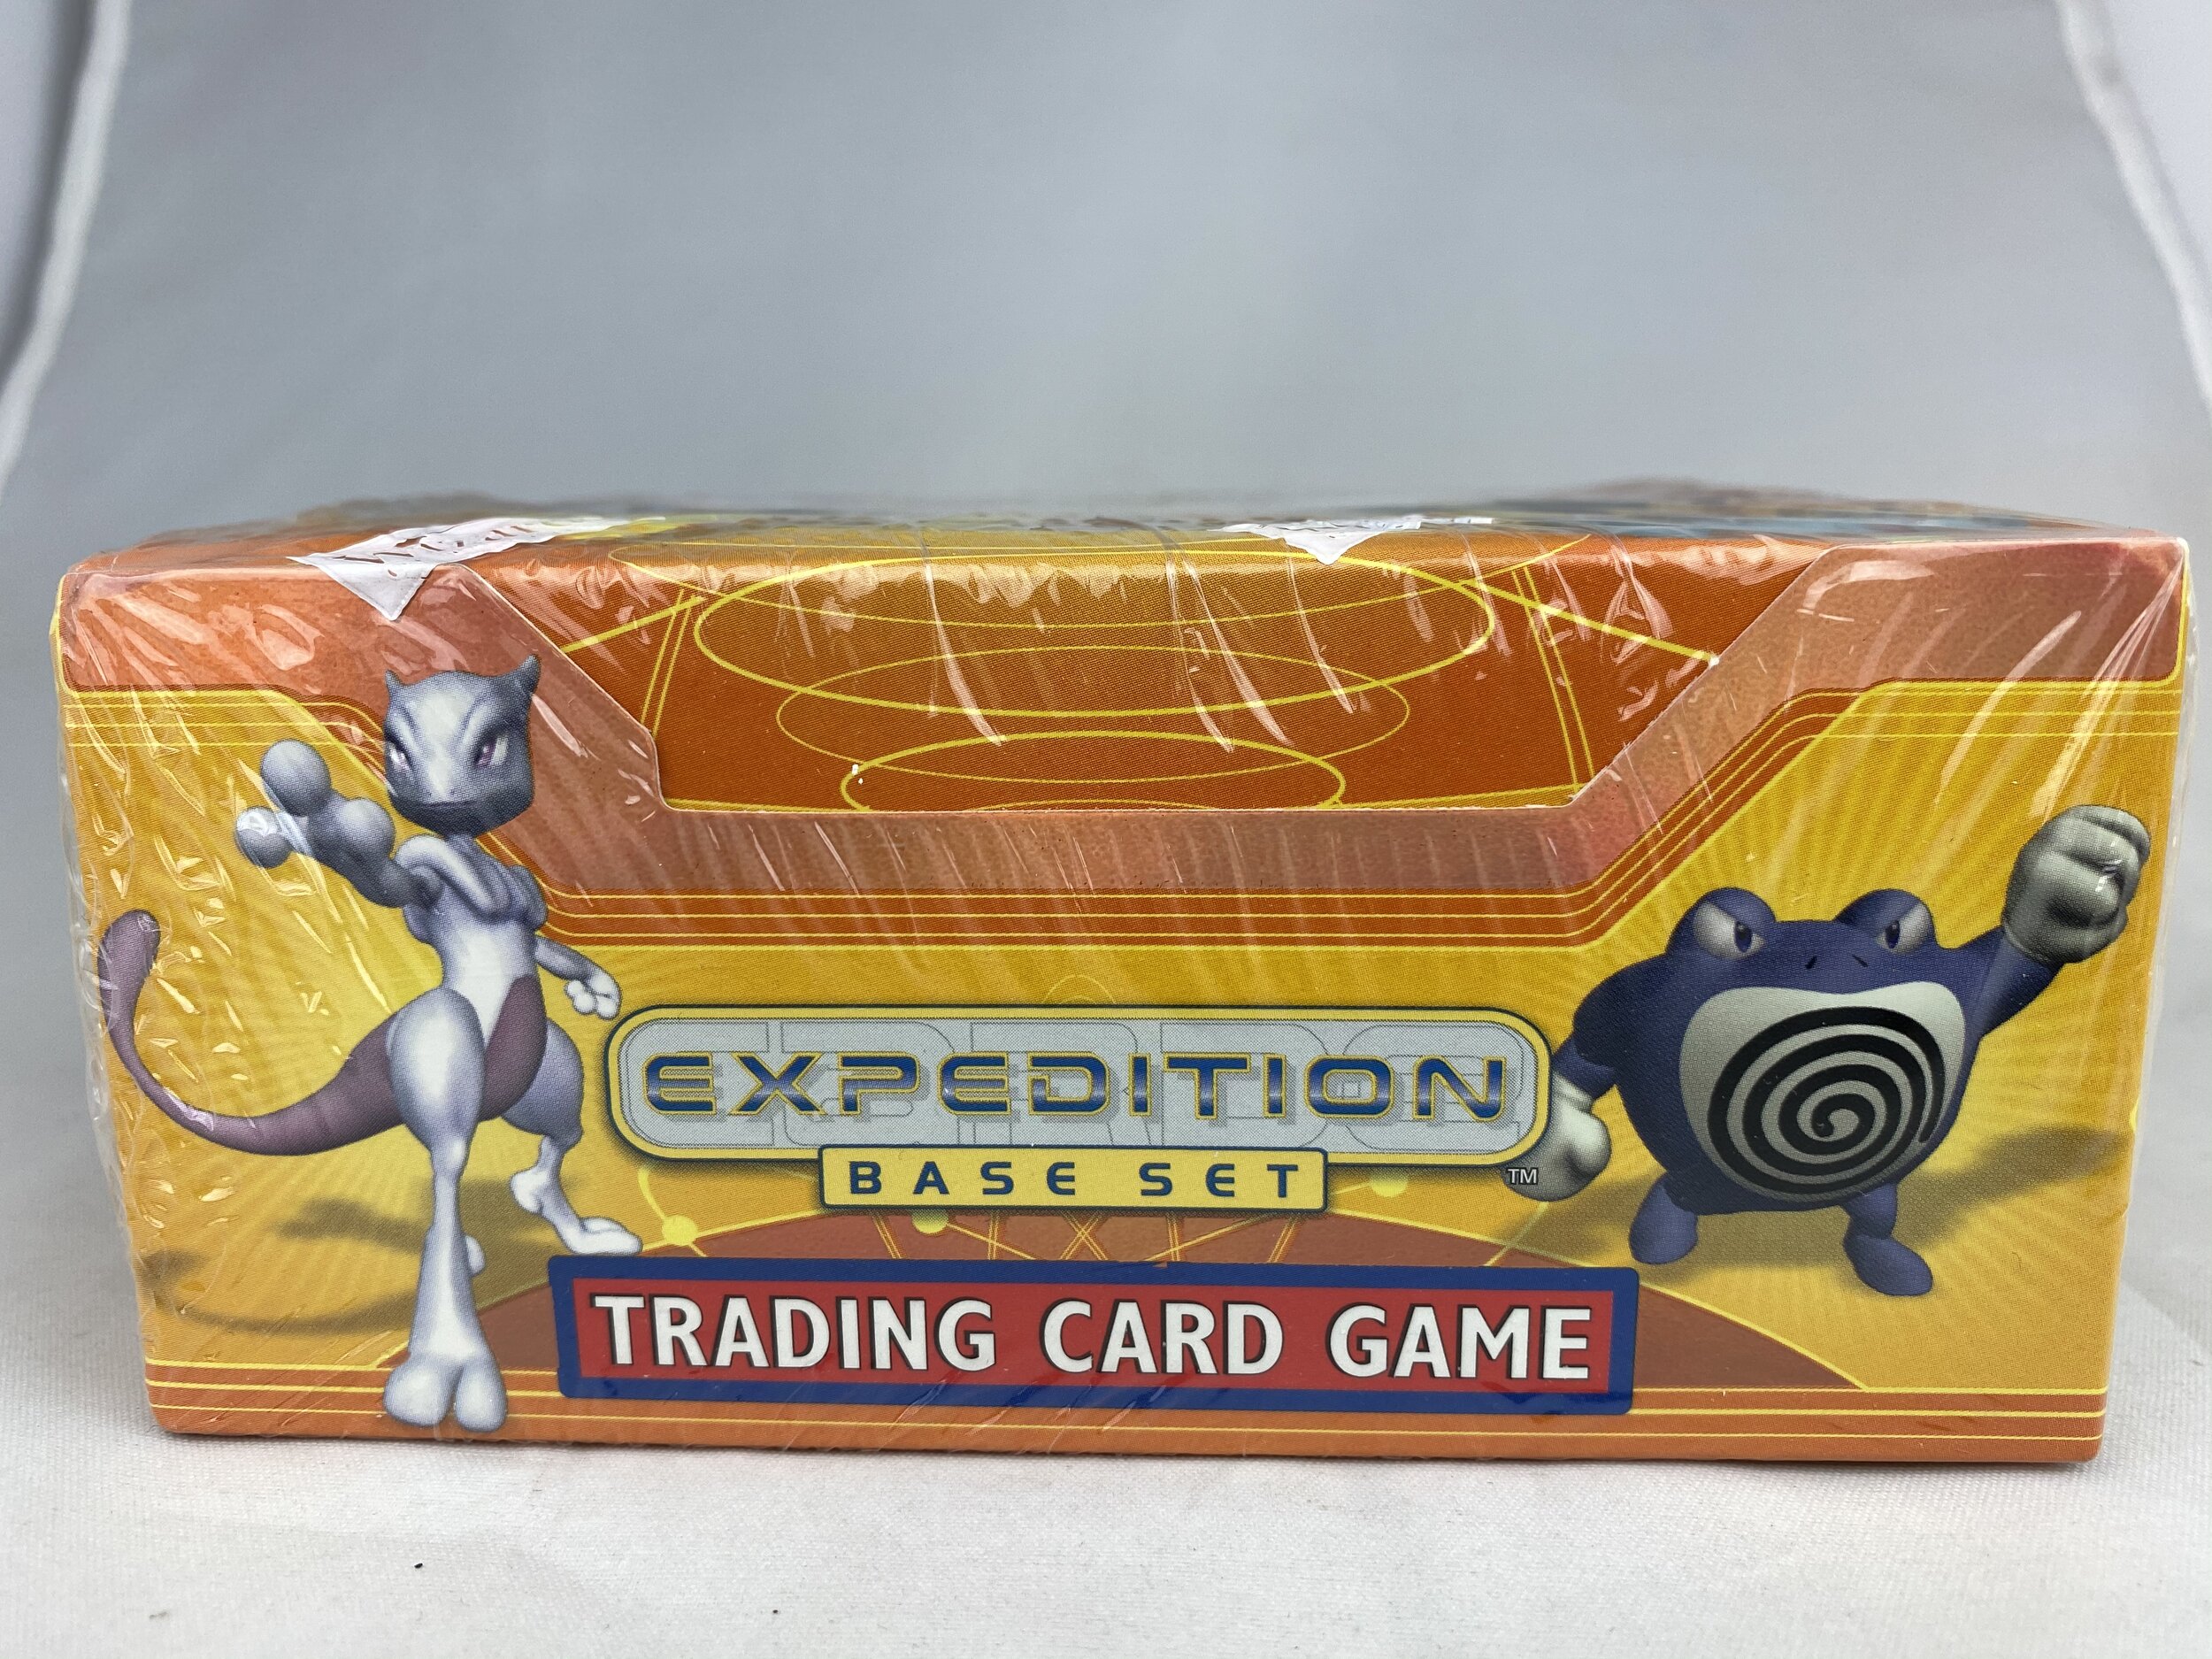 EXPEDITION
BASE SET
TM
TRADING CARD GAME